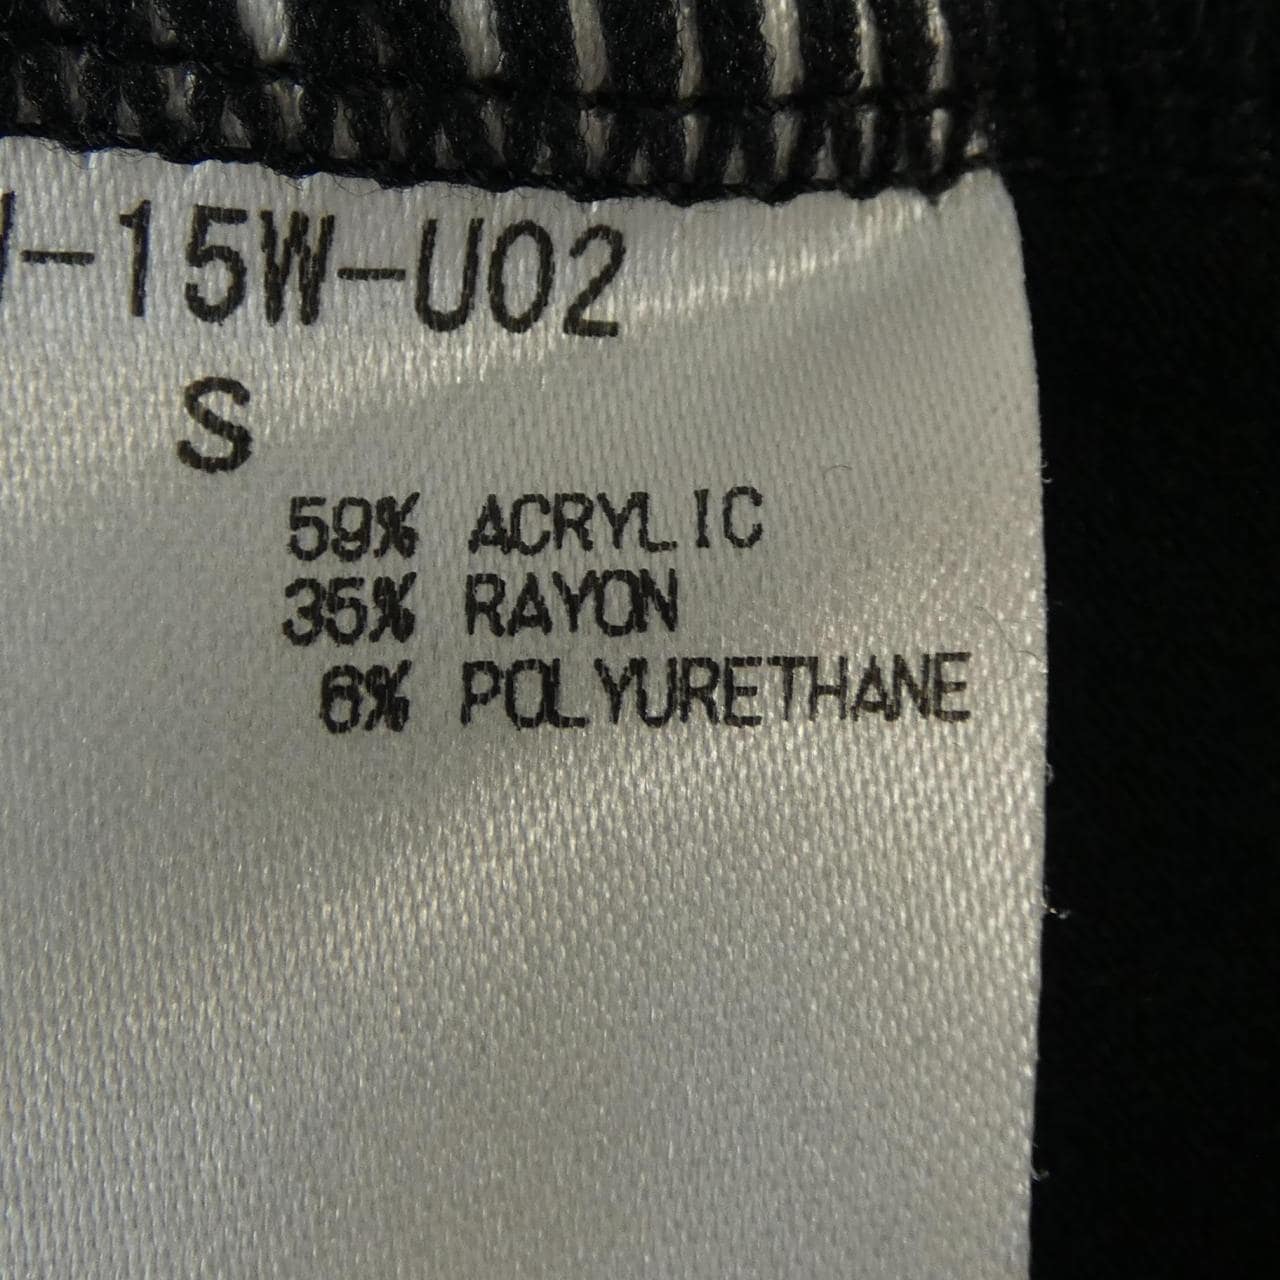 -15W-U02
S
59% ACRYLIC
35% RAYON
6% POLYURETHANE